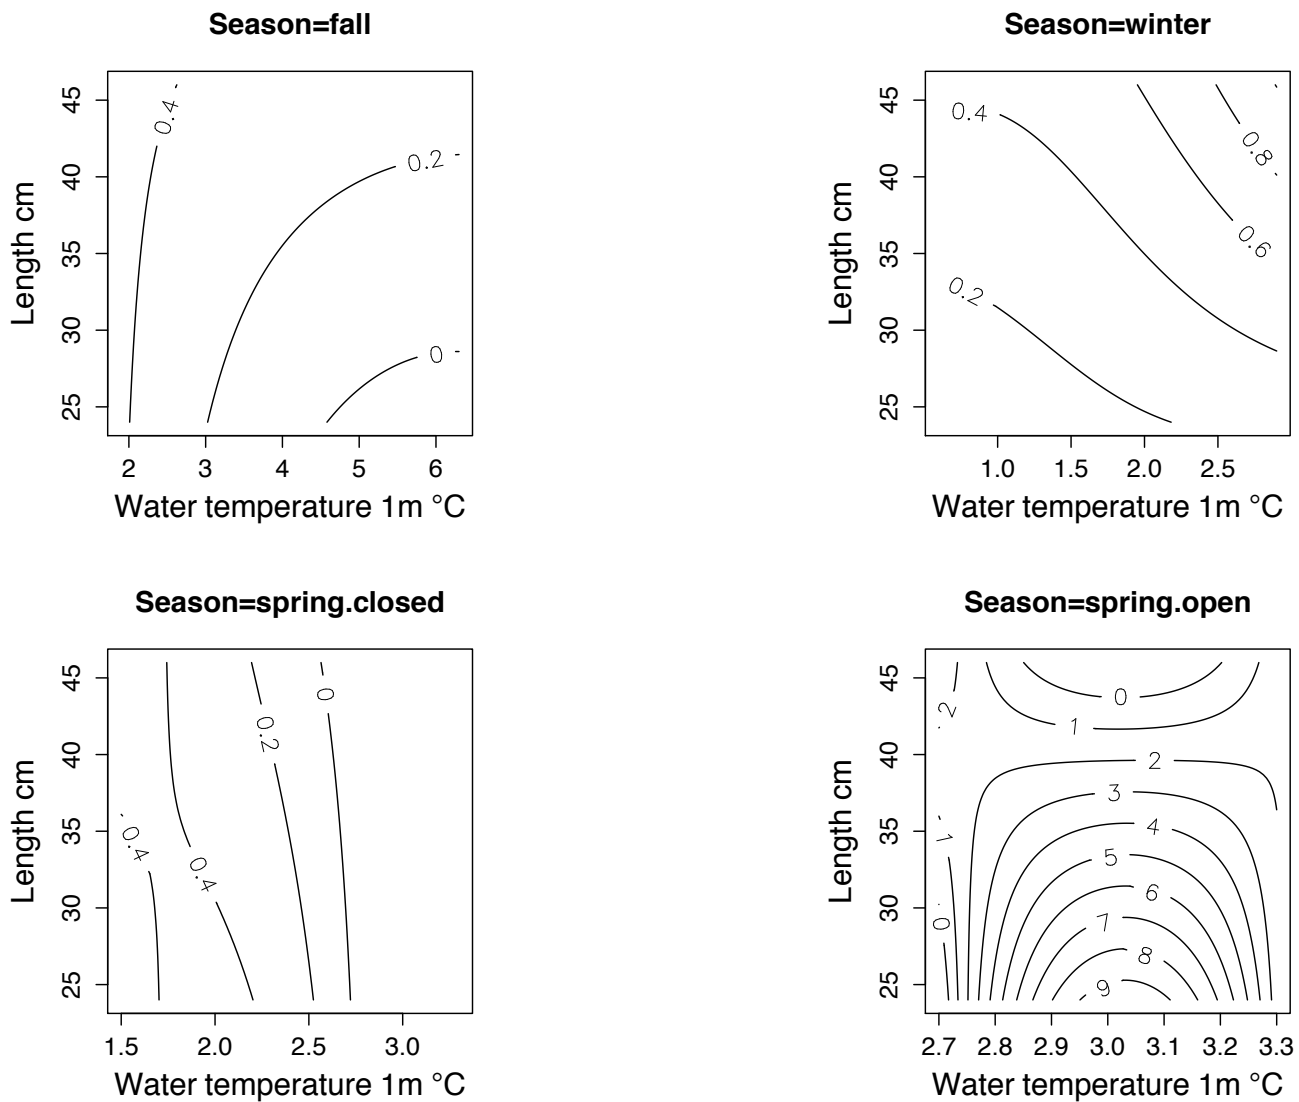 Season=fall
Length cm
45
40
35
30
25
0.4
0.2
0
2 3 4 5 6
Water temperature 1m °C
Season=winter
Length cm
45
40
35
30
25
0.4
0.8
0.6
0.2
1.0 1.5 2.0 2.5
Water temperature 1m °C
Season=spring.closed
Length cm
45
40
35
30
25
0
0.2
0.4
0.4
1.5 2.0 2.5 3.0
Water temperature 1m °C
Season=spring.open
Length cm
45
40
35
30
25
0
2
1
2
3
4
1
5
6
7
0
8
9
2.7 2.8 2.9 3.0 3.1 3.2 3.3
Water temperature 1m °C